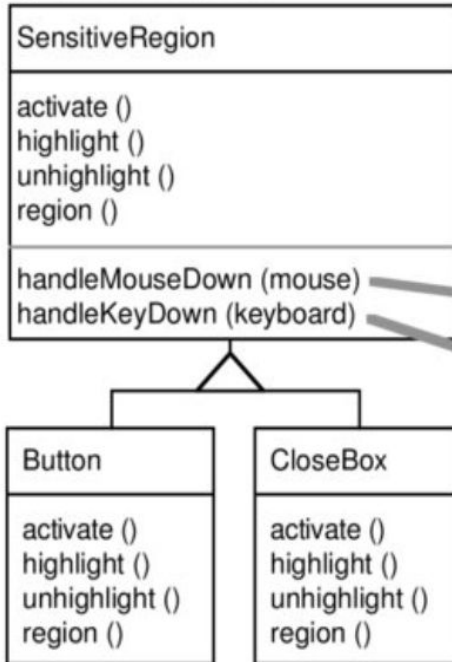 SensitiveRegion
activate ()
highlight ()
unhighlight ()
region ()
handleMouseDown (mouse)
handleKeyDown (keyboard)
Button
activate ()
highlight ()
unhighlight ()
region ()
CloseBox
activate ()
highlight ()
unhighlight ()
region ()